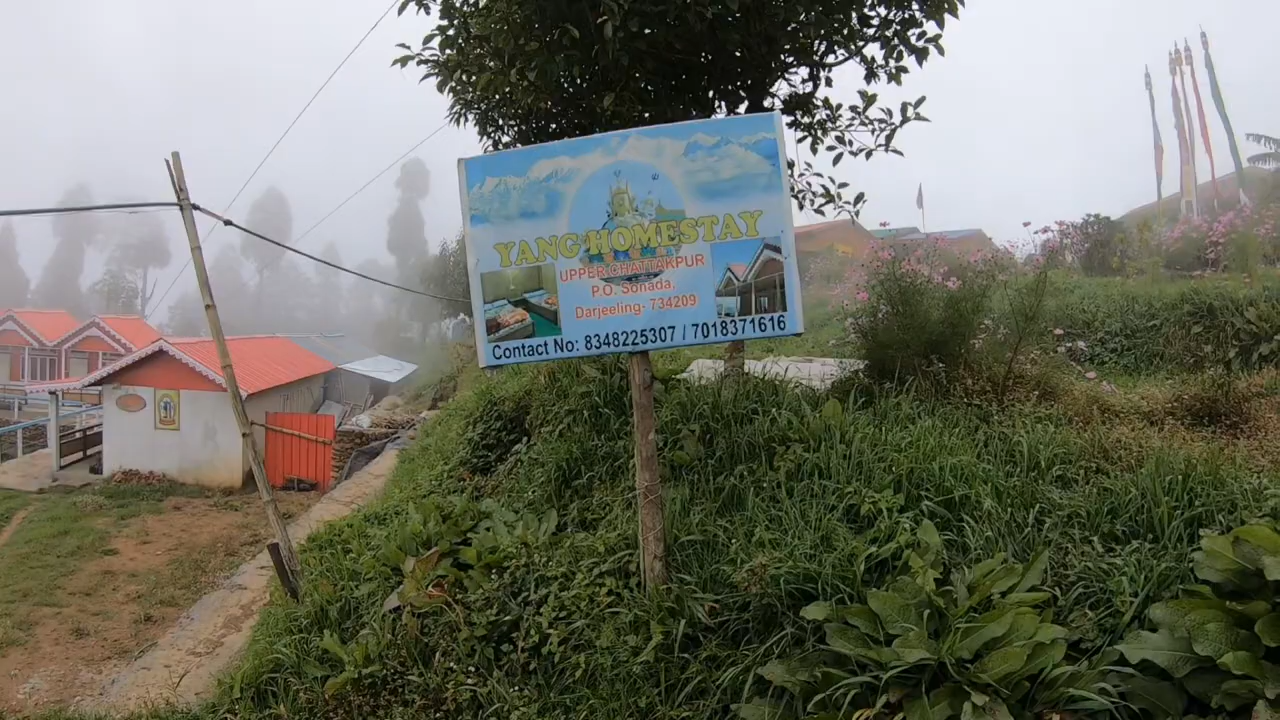 YANG HOMESTAY
UPPER CHATTAKPUR
P.O. Sonada,
Darjeeling- 734209
Contact No: 8348225307 / 7018371616